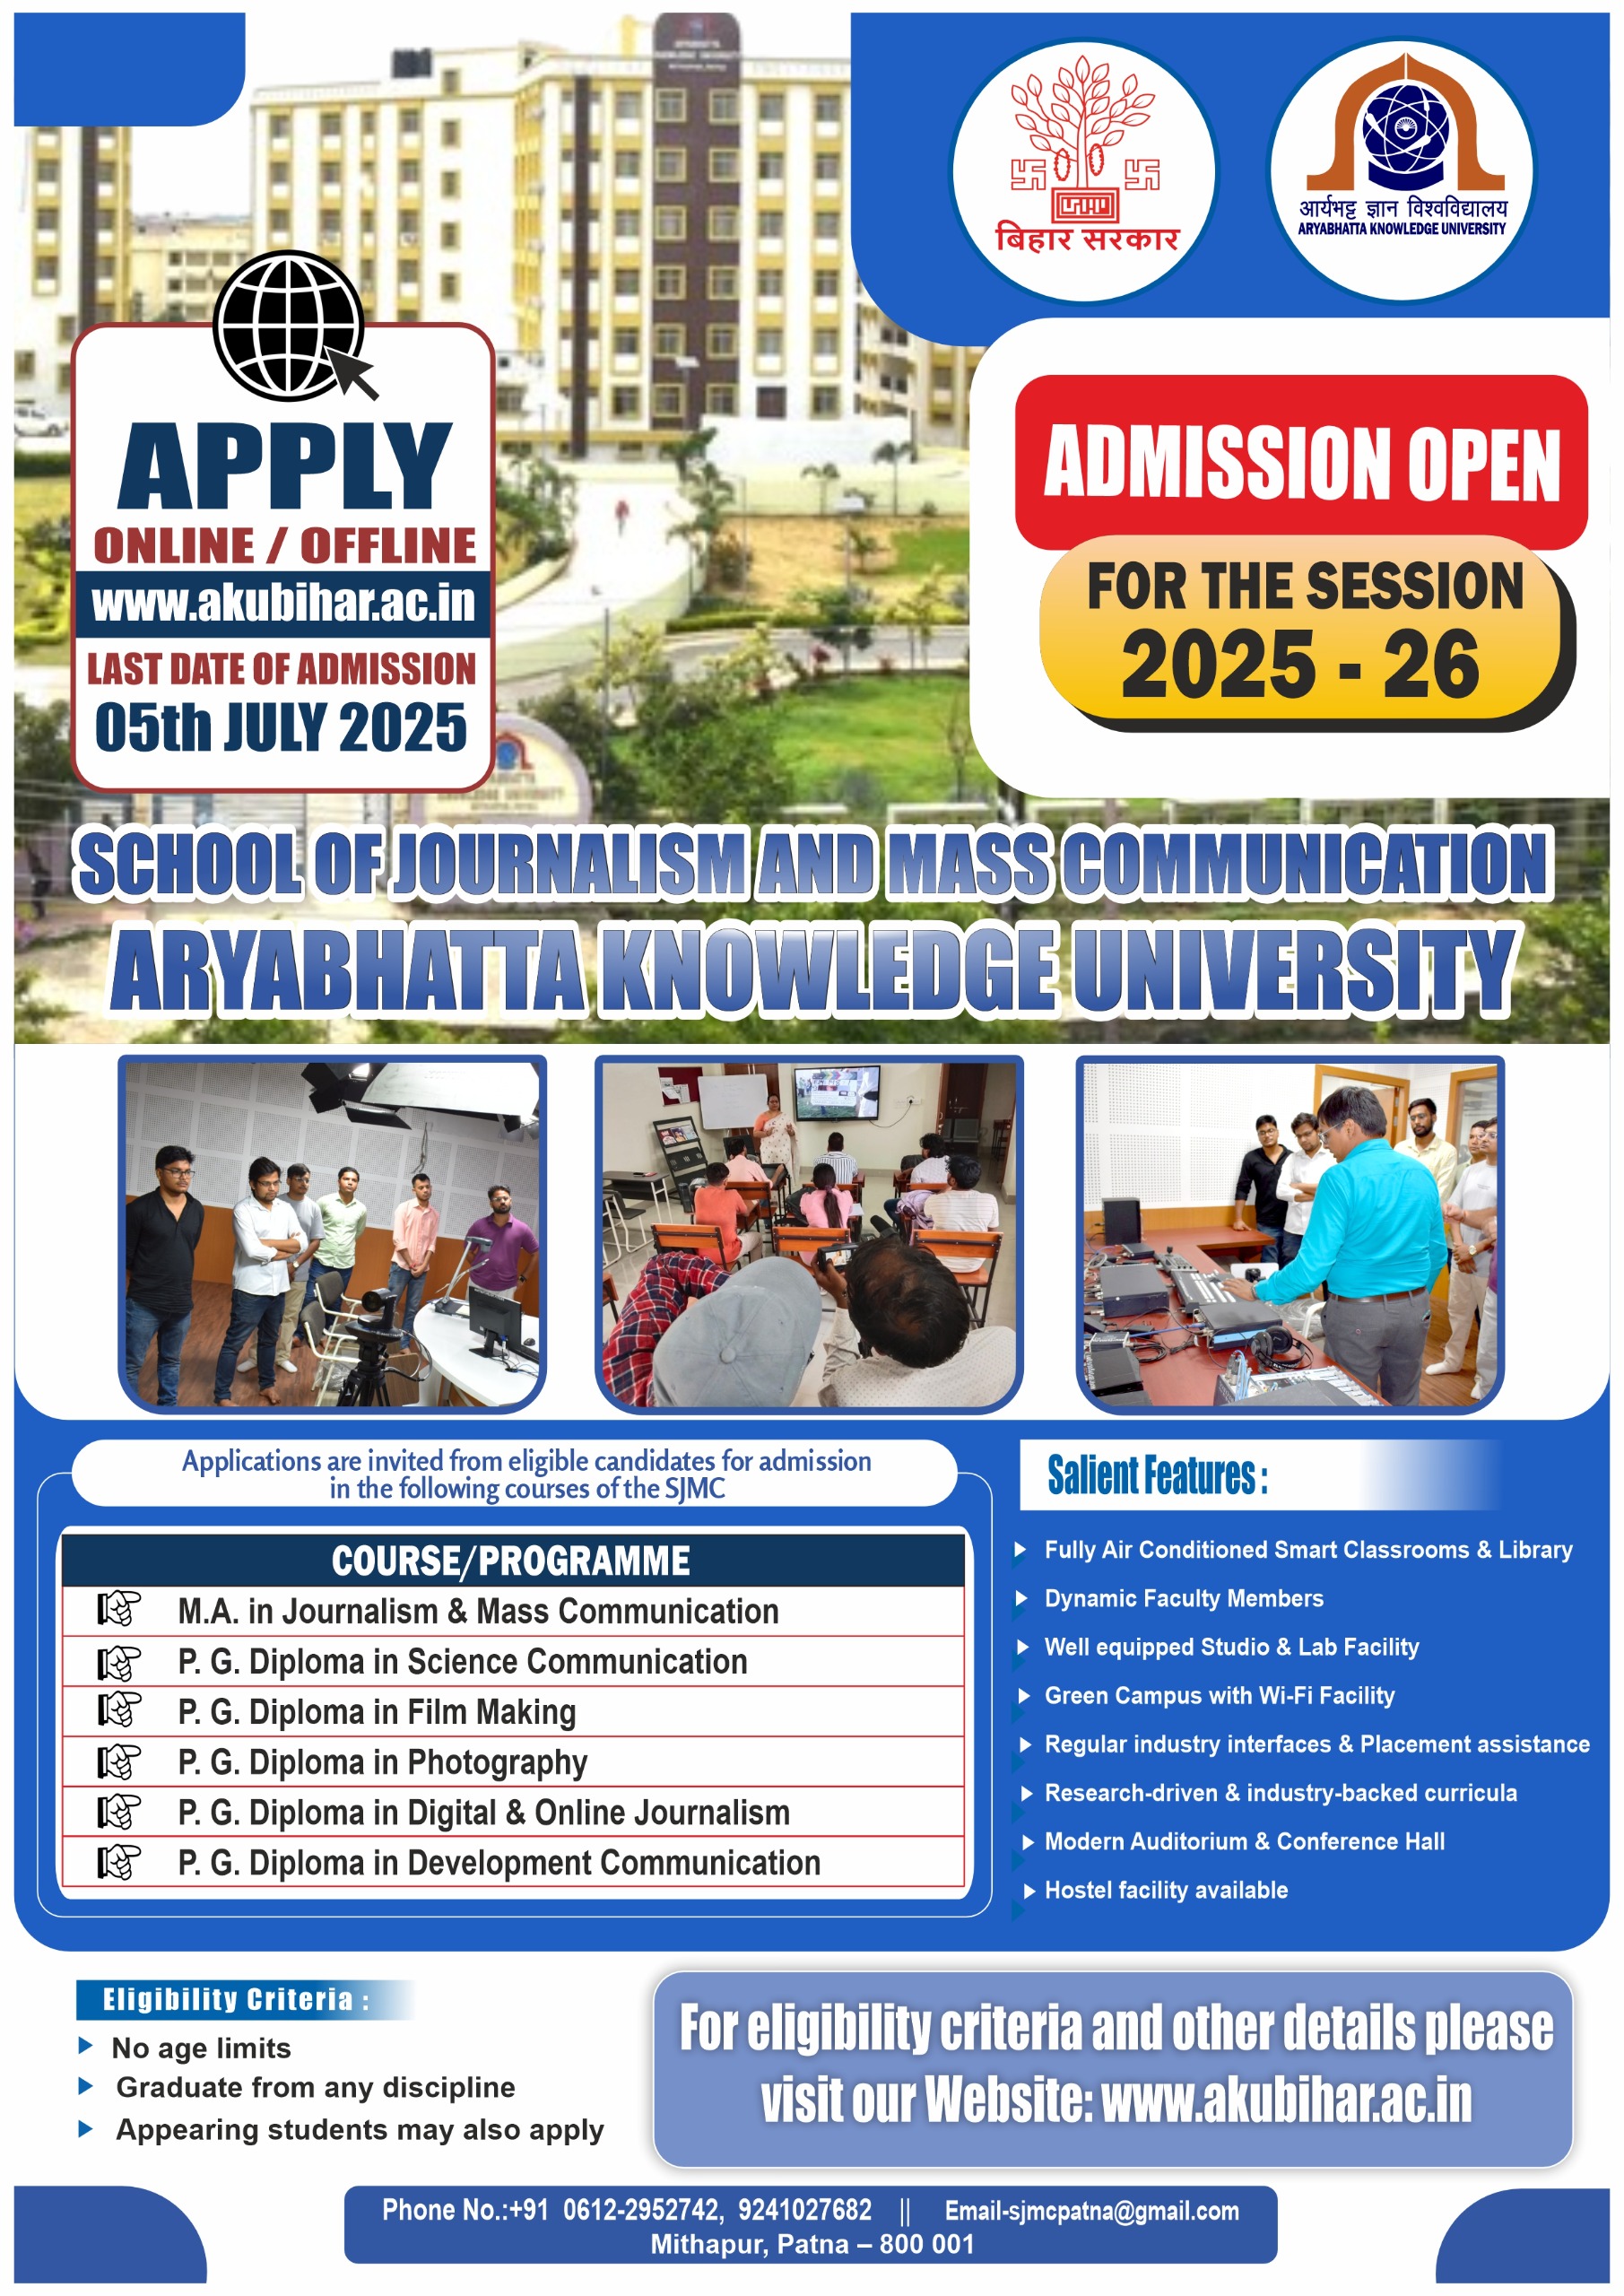 बिहार सरकार
आर्यभट्ट ज्ञान विश्वविद्यालय
ARYABHATTA KNOWLEDGE UNIVERSITY
APPLY
ONLINE / OFFLINE
www.akubihar.ac.in
LAST DATE OF ADMISSION
05th JULY 2025
ADMISSION OPEN
FOR THE SESSION
2025 - 26
SCHOOL OF JOURNALISM AND MASS COMMUNICATION
ARYABHATTA KNOWLEDGE UNIVERSITY
Applications are invited from eligible candidates for admission
in the following courses of the SJMC
COURSE/PROGRAMME
M.A. in Journalism & Mass Communication
P. G. Diploma in Science Communication
P. G. Diploma in Film Making
P. G. Diploma in Photography
P. G. Diploma in Digital & Online Journalism
P. G. Diploma in Development Communication
Salient Features :
Fully Air Conditioned Smart Classrooms & Library
Dynamic Faculty Members
Well equipped Studio & Lab Facility
Green Campus with Wi-Fi Facility
Regular industry interfaces & Placement assistance
Research-driven & industry-backed curricula
Modern Auditorium & Conference Hall
Hostel facility available
Eligibility Criteria :
No age limits
Graduate from any discipline
Appearing students may also apply
For eligibility criteria and other details please
visit our Website: www.akubihar.ac.in
Phone No.:+91 0612-2952742, 9241027682 || Email-sjmcpatna@gmail.com
Mithapur, Patna – 800 001